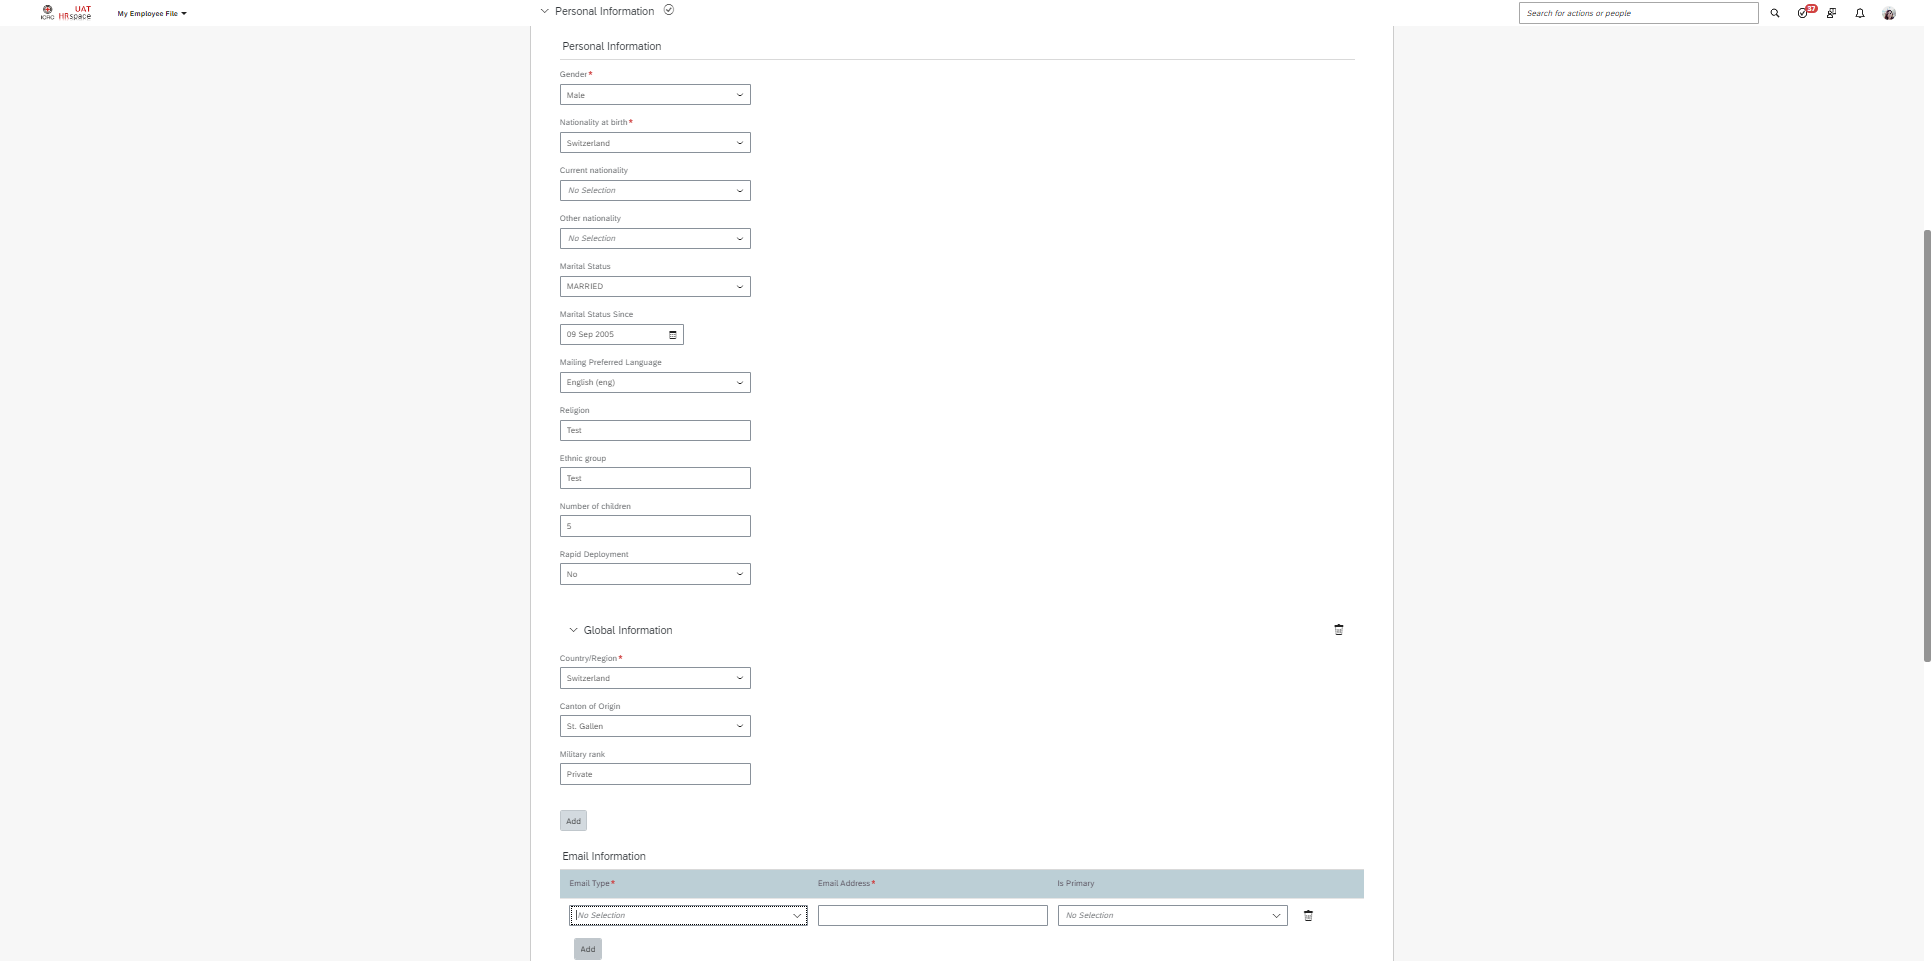 ICRC
UAT
HRspace
My Employee File
Personal Information
Search for actions or people
37
Personal Information
Gender*
Male
Nationality at birth*
Switzerland
Current nationality
No Selection
Other nationality
No Selection
Marital Status
MARRIED
Marital Status Since
09 Sep 2005
Mailing Preferred Language
English (eng)
Religion
Test
Ethnic group
Test
Number of children
5
Rapid Deployment
No
Global Information
Country/Region*
Switzerland
Canton of Origin
St. Gallen
Military rank
Private
Add
Email Information
Email Type* Email Address* Is Primary
No Selection No Selection
Add